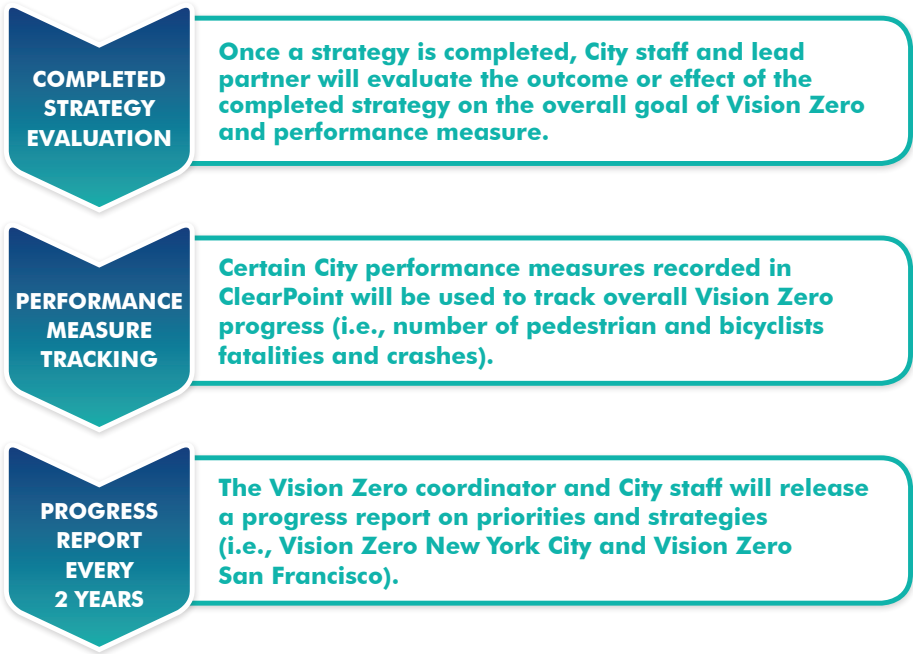 COMPLETED
STRATEGY
EVALUATION
Once a strategy is completed, City staff and lead
partner will evaluate the outcome or effect of the
completed strategy on the overall goal of Vision Zero
and performance measure.
PERFORMANCE
MEASURE
TRACKING
Certain City performance measures recorded in
ClearPoint will be used to track overall Vision Zero
progress (i.e., number of pedestrian and bicyclists
fatalities and crashes).
PROGRESS
REPORT
EVERY
2 YEARS
The Vision Zero coordinator and City staff will release
a progress report on priorities and strategies
(i.e., Vision Zero New York City and Vision Zero
San Francisco).